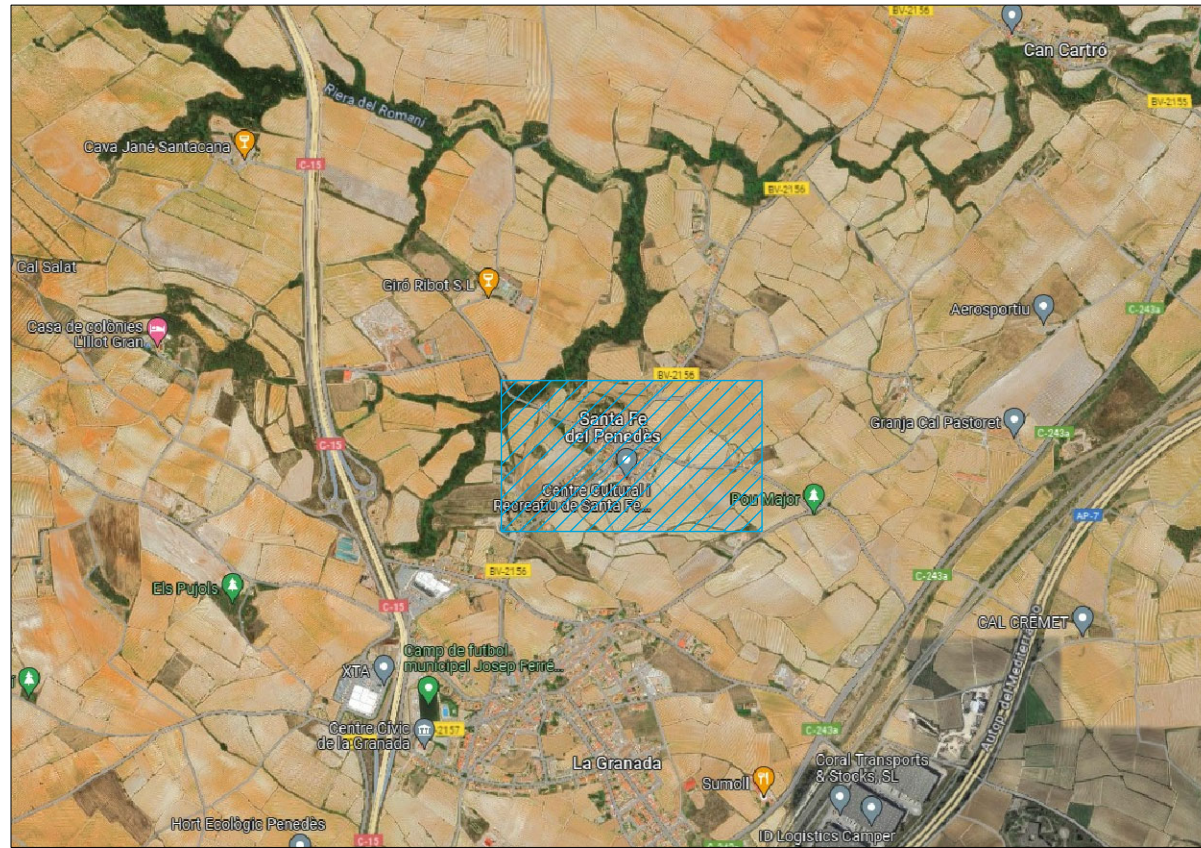 BV-2156
Can Cartró
BV-2155
Riera del Romaní
Cava Jané Santacana
C-15
BV-2156
Cal Salat
Giró Ribot S.L
Aerosportiu
C-243a
Casa de colònies
L'illot Gran
BV-2156
Santa Fe
del Penedès
Granja Cal Pastoret
C-243a
C-15
Centre Cultural i
Recreatiu de Santa Fe...
Pou Major
AP-7
BV-2156
C-243a
Els Pujols
C-15
CAL CREMET
Camp de futbol
municipal Josep Ferré...
XTA
Autop. del Mediterrani
Centre Cívic
de la Granada
2157
C-243a
La Granada
Coral Transports
& Stocks, SL
Sumoll
Hort Ecològic Penedès
C-15
ID Logistics Camper